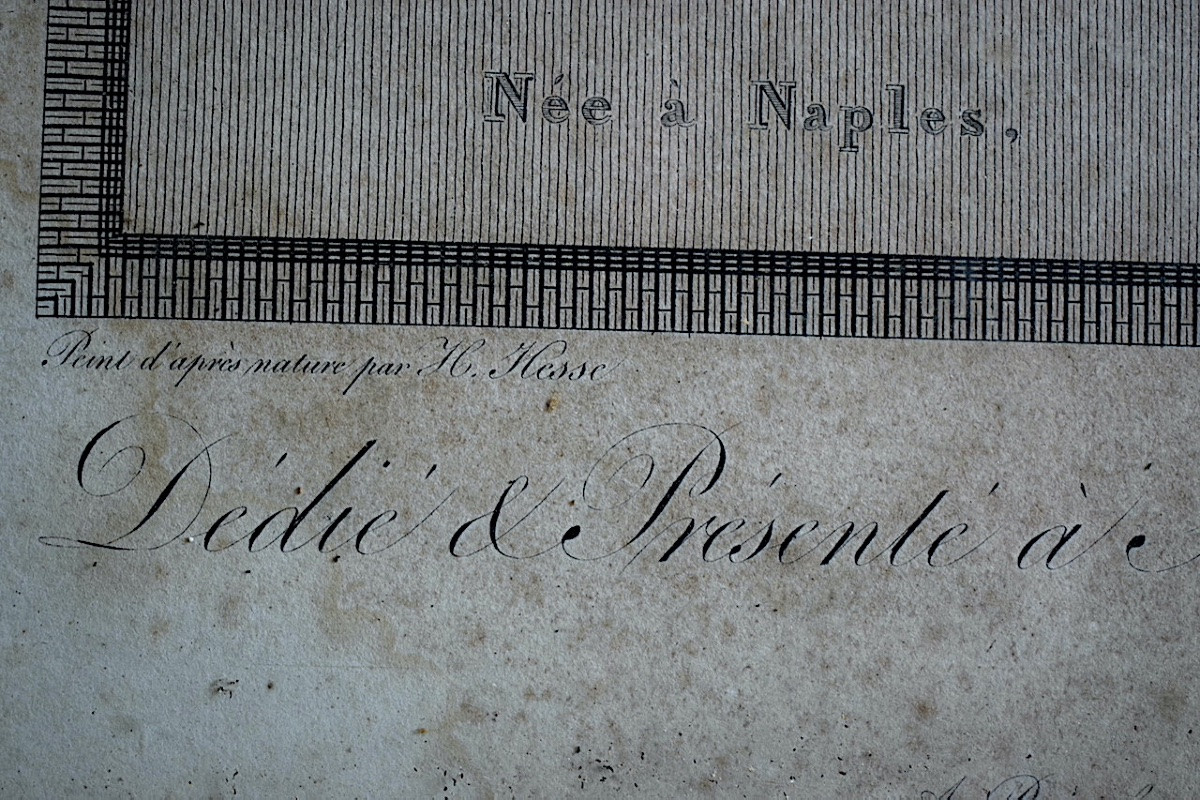 Née à Naples,
Peint d'après nature par H. Hesse
Dédié & Présenté à